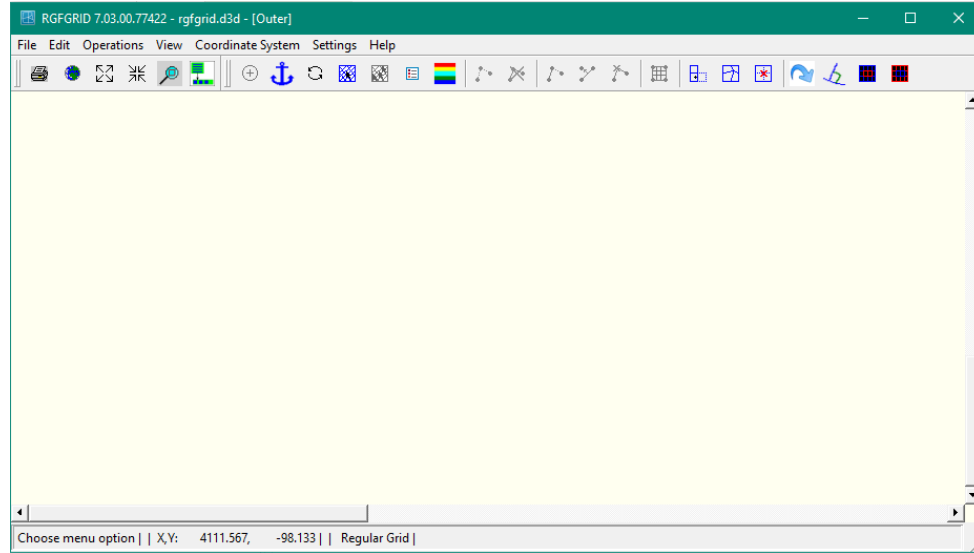 RGFGRID 7.03.00.77422 - rgfgrid.d3d - [Outer]
File Edit Operations View Coordinate System Settings Help
Choose menu option | | X,Y: 4111.567, -98.133 | | Regular Grid |